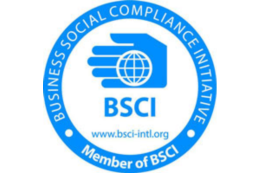 BUSINESS SOCIAL COMPLIANCE INITIATIVE
BSCI
www.bsci-intl.org
Member of BSCI